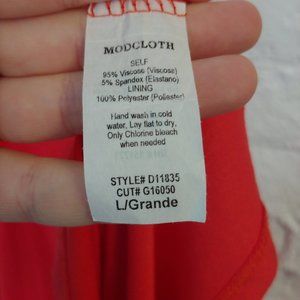 MODCLOTH
SELF
95% Viscose (Viscosa)
5% Spandex (Elastano)
LINING
100% Polyester (Poliester)
Hand wash in cold
water, Lay flat to dry,
Only Chlorine bleach
when needed
STYLE# D11835
CUT# G16050
L/Grande